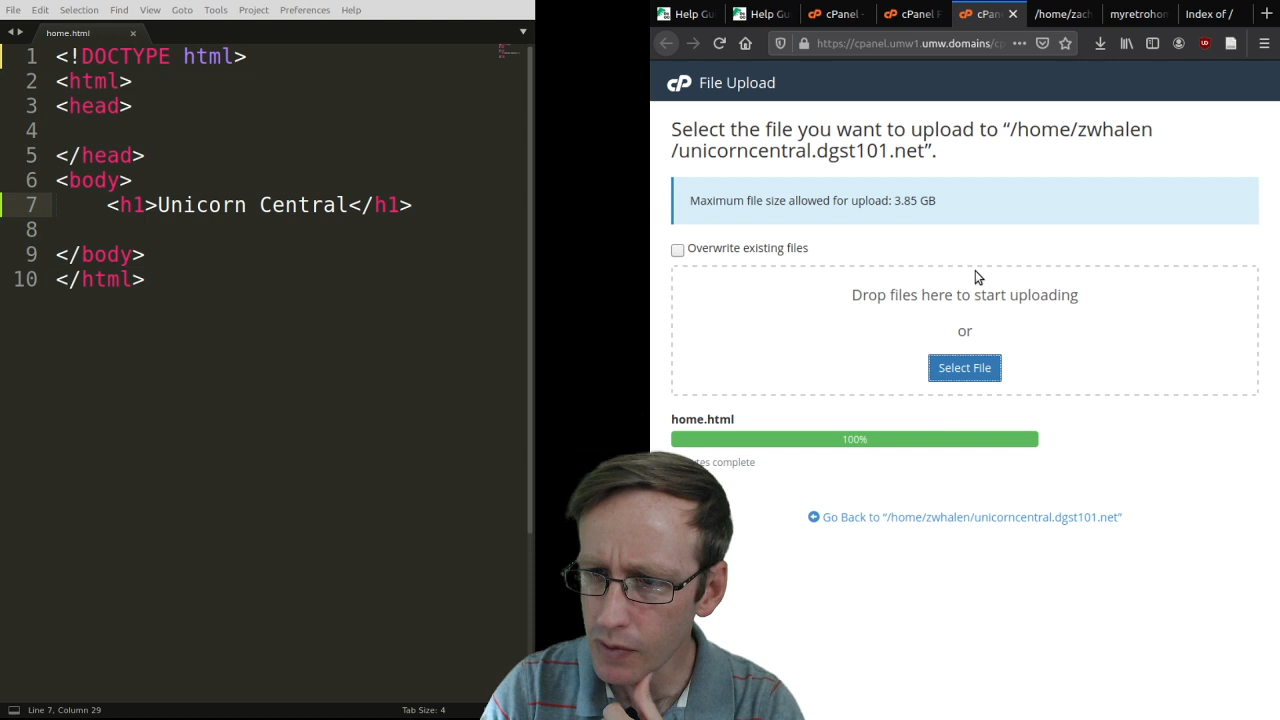 File Edit Selection Find View Goto Tools Project Preferences Help
home.html
1 <!DOCTYPE html>
2 <html>
3 <head>
4
5 </head>
6 <body>
7 <h1>Unicorn Central</h1>
8
9 </body>
10 </html>
Line 7, Column 29 Tab Size: 4
Help Gu Help Gu cPanel - cPanel F cPan /home/zach myretrohom Index of /
https://cpanel.umw1.umw.domains/cp
cP File Upload
Select the file you want to upload to “/home/zwhalen
/unicorncentral.dgst101.net”.
Maximum file size allowed for upload: 3.85 GB
Overwrite existing files
Drop files here to start uploading
or
Select File
home.html
100%
complete
Go Back to “/home/zwhalen/unicorncentral.dgst101.net”